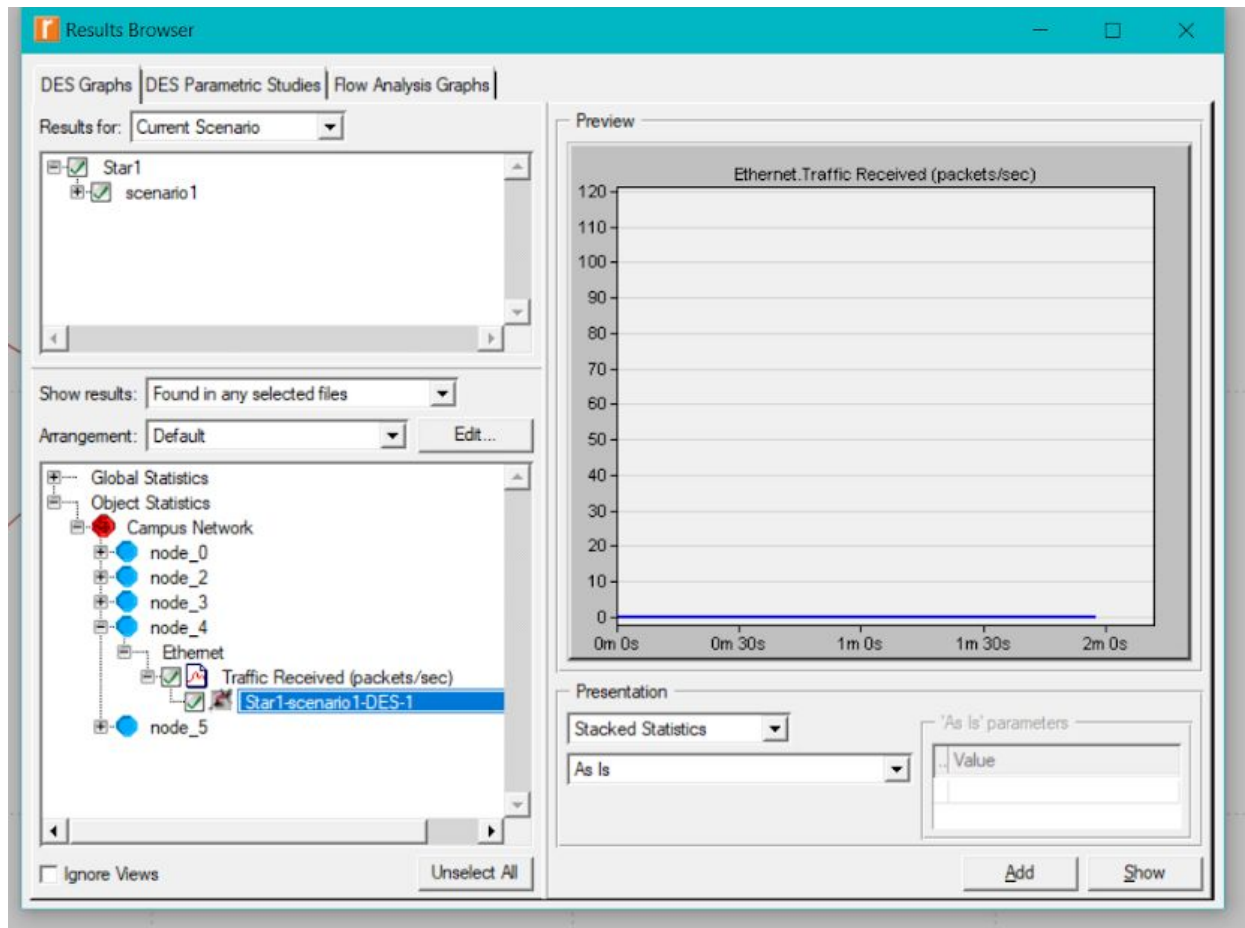 Results Browser
DES Graphs DES Parametric Studies Flow Analysis Graphs
Results for: Current Scenario
Star1
scenario1
Show results: Found in any selected files
Arrangement: Default Edit...
Global Statistics
Object Statistics
Campus Network
node_0
node_2
node_3
node_4
Ethernet
Traffic Received (packets/sec)
Star1-scenario1-DES-1
node_5
Ignore Views Unselect All
Preview
Ethernet.Traffic Received (packets/sec)
120
110
100
90
80
70
60
50
40
30
20
10
0
0m 0s 0m 30s 1m 0s 1m 30s 2m 0s
Presentation
Stacked Statistics
As Is
'As Is' parameters
.. Value
Add Show